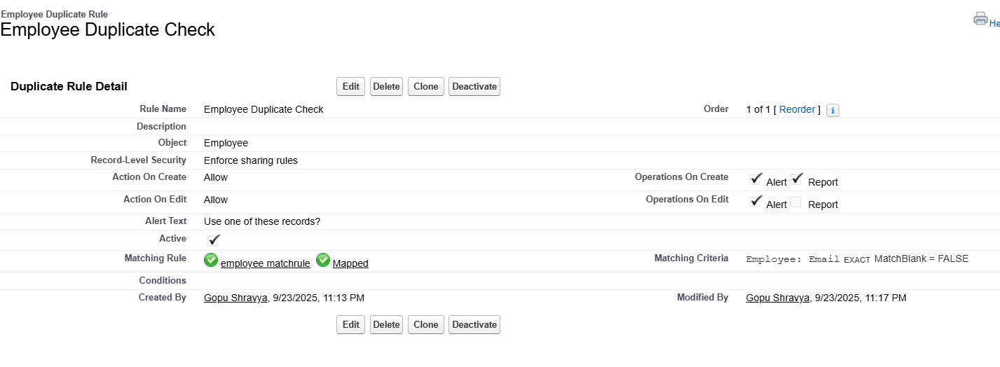 Employee Duplicate Rule
Employee Duplicate Check
He
Duplicate Rule Detail Edit Delete Clone Deactivate
Rule Name Employee Duplicate Check Order 1 of 1 [ Reorder ] i
Description
Object Employee
Record-Level Security Enforce sharing rules
Action On Create Allow Operations On Create Alert Report
Action On Edit Allow Operations On Edit Alert Report
Alert Text Use one of these records?
Active
Matching Rule employee matchrule Mapped Matching Criteria Employee: Email EXACT MatchBlank = FALSE
Conditions
Created By Gopu Shravya, 9/23/2025, 11:13 PM Modified By Gopu Shravya, 9/23/2025, 11:17 PM
Edit Delete Clone Deactivate